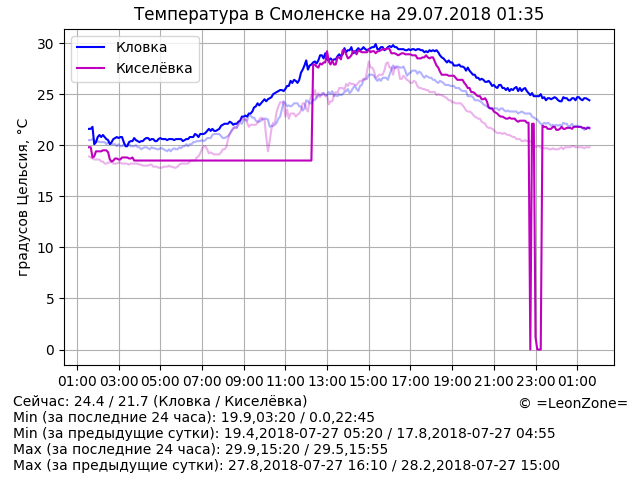 Температура в Смоленске на 29.07.2018 01:35
Кловка
Киселёвка
градусов Цельсия, °C
30
25
20
15
10
5
0
01:00 03:00 05:00 07:00 09:00 11:00 13:00 15:00 17:00 19:00 21:00 23:00 01:00
Сейчас: 24.4 / 21.7 (Кловка / Киселёвка)
© =LeonZone=
Min (за последние 24 часа): 19.9,03:20 / 0.0,22:45
Min (за предыдущие сутки): 19.4,2018-07-27 05:20 / 17.8,2018-07-27 04:55
Max (за последние 24 часа): 29.9,15:20 / 29.5,15:55
Max (за предыдущие сутки): 27.8,2018-07-27 16:10 / 28.2,2018-07-27 15:00